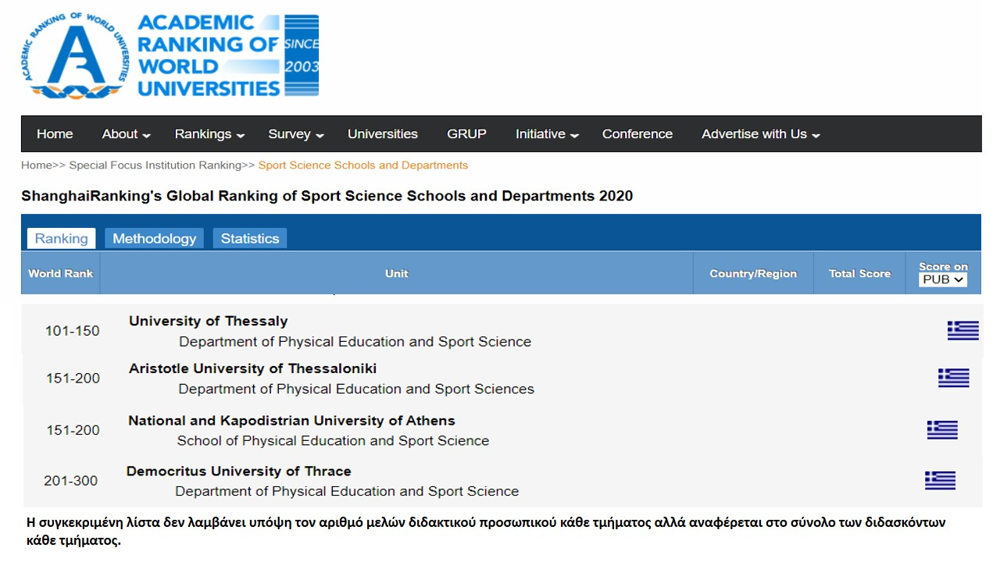 ACADEMIC RANKING OF WORLD UNIVERSITIES
ACADEMIC
RANKING OF
WORLD
UNIVERSITIES
SINCE
2003
Home About Rankings Survey Universities GRUP Initiative Conference Advertise with Us
Home>> Special Focus Institution Ranking>> Sport Science Schools and Departments
ShanghaiRanking's Global Ranking of Sport Science Schools and Departments 2020
Ranking Methodology Statistics
World Rank Unit Country/Region Total Score Score on
PUB
101-150 University of Thessaly
Department of Physical Education and Sport Science
151-200 Aristotle University of Thessaloniki
Department of Physical Education and Sport Sciences
151-200 National and Kapodistrian University of Athens
School of Physical Education and Sport Science
201-300 Democritus University of Thrace
Department of Physical Education and Sport Science
Η συγκεκριμένη λίστα δεν λαμβάνει υπόψη τον αριθμό μελών διδακτικού προσωπικού κάθε τμήματος αλλά αναφέρεται στο σύνολο των διδασκόντων
κάθε τμήματος.